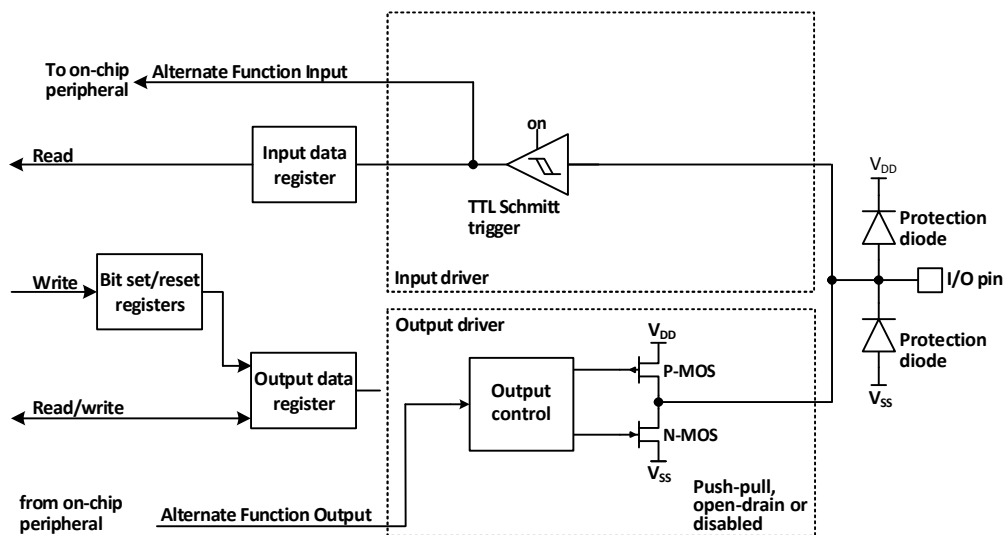 To on-chip
peripheral
Alternate Function Input
on
Read
Input data
register
TTL Schmitt
trigger
V_DD
Protection
diode
Write
Bit set/reset
registers
Input driver
I/O pin
Output driver
V_DD
Protection
diode
P-MOS
Output data
register
Output
control
Read/write
V_SS
N-MOS
V_SS
from on-chip
peripheral
Alternate Function Output
Push-pull,
open-drain or
disabled